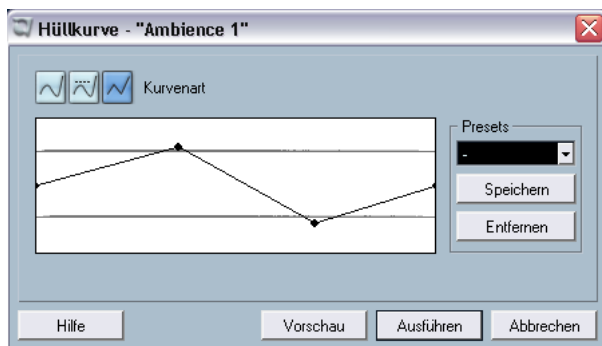 Hüllkurve - "Ambience 1"
Kurvenart
Presets
-
Speichern
Entfernen
Hilfe
Vorschau
Ausführen
Abbrechen